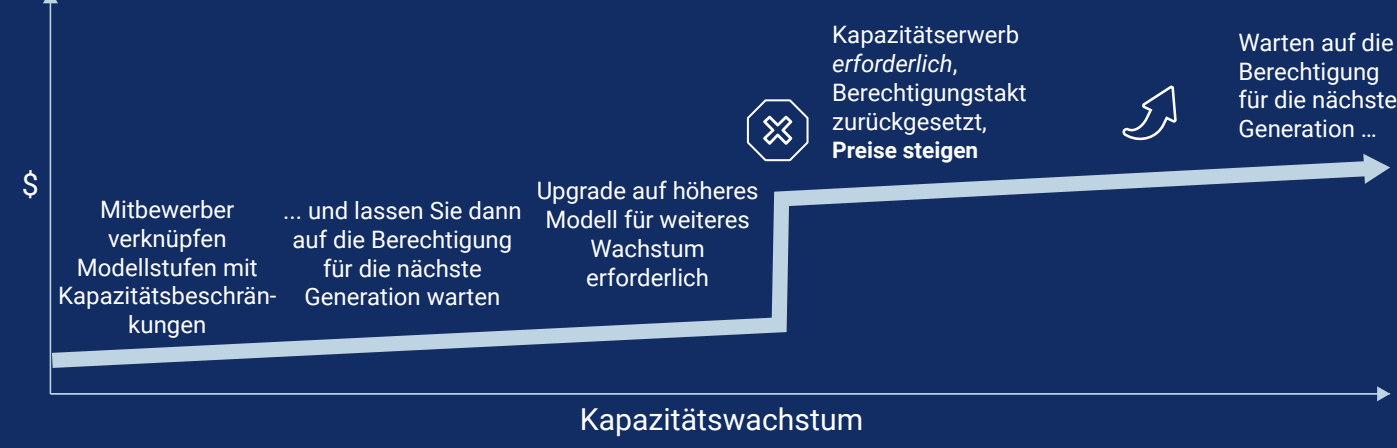 $
Mitbewerber
verknüpfen
Modellstufen mit
Kapazitätsbeschrän-
kungen
... und lassen Sie dann
auf die Berechtigung
für die nächste
Generation warten
Upgrade auf höheres
Modell für weiteres
Wachstum
erforderlich
Kapazitätserwerb
erforderlich,
Berechtigungstakt
zurückgesetzt,
Preise steigen
Warten auf die
Berechtigung
für die nächste
Generation ...
Kapazitätswachstum